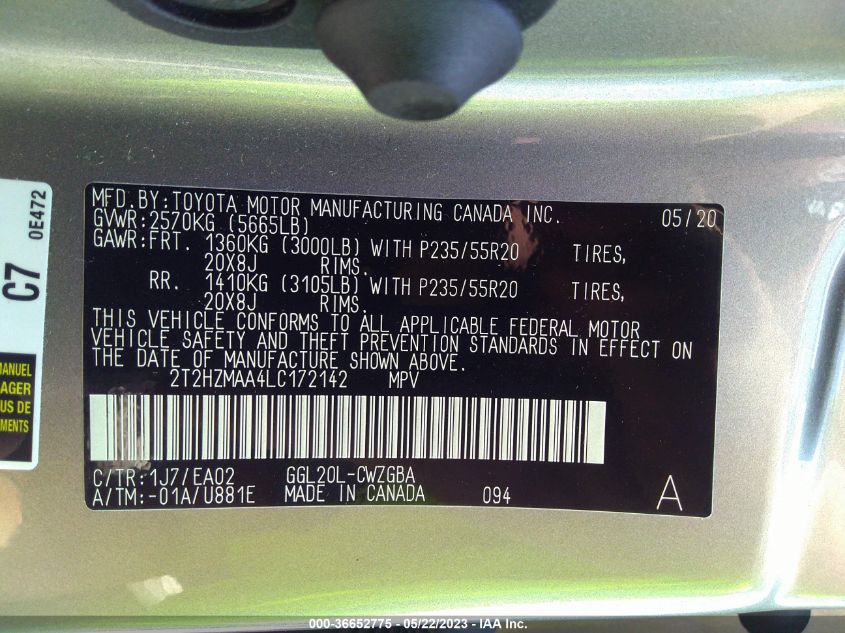 MFD.BY:TOYOTA MOTOR MANUFACTURING CANADA INC. 05/20
GVWR:2570KG (5665LB)
GAWR:FRT. 1360KG (3000LB) WITH P235/55R20 TIRES,
20X8J RIMS.
RR. 1410KG (3105LB) WITH P235/55R20 TIRES,
20X8J RIMS.
THIS VEHICLE CONFORMS TO ALL APPLICABLE FEDERAL MOTOR
VEHICLE SAFETY AND THEFT PREVENTION STANDARDS IN EFFECT ON
THE DATE OF MANUFACTURE SHOWN ABOVE.
2T2HZMAA4LC172142 MPV
C/TR:1J7/EA02 GGL20L-CWZGBA
A/TM:-01A/U881E MADE IN CANADA 094 A
C7
0E472
MANUEL
AGER
US DE
MENTS
000-36652775 - 05/22/2023 - IAA Inc.